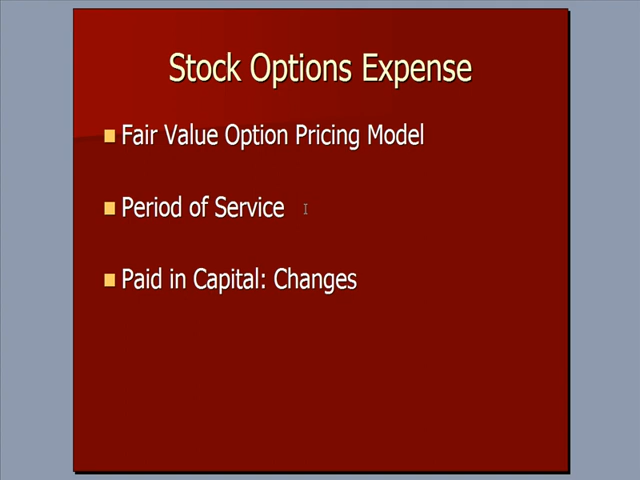 Stock Options Expense
Fair Value Option Pricing Model
Period of Service
Paid in Capital: Changes